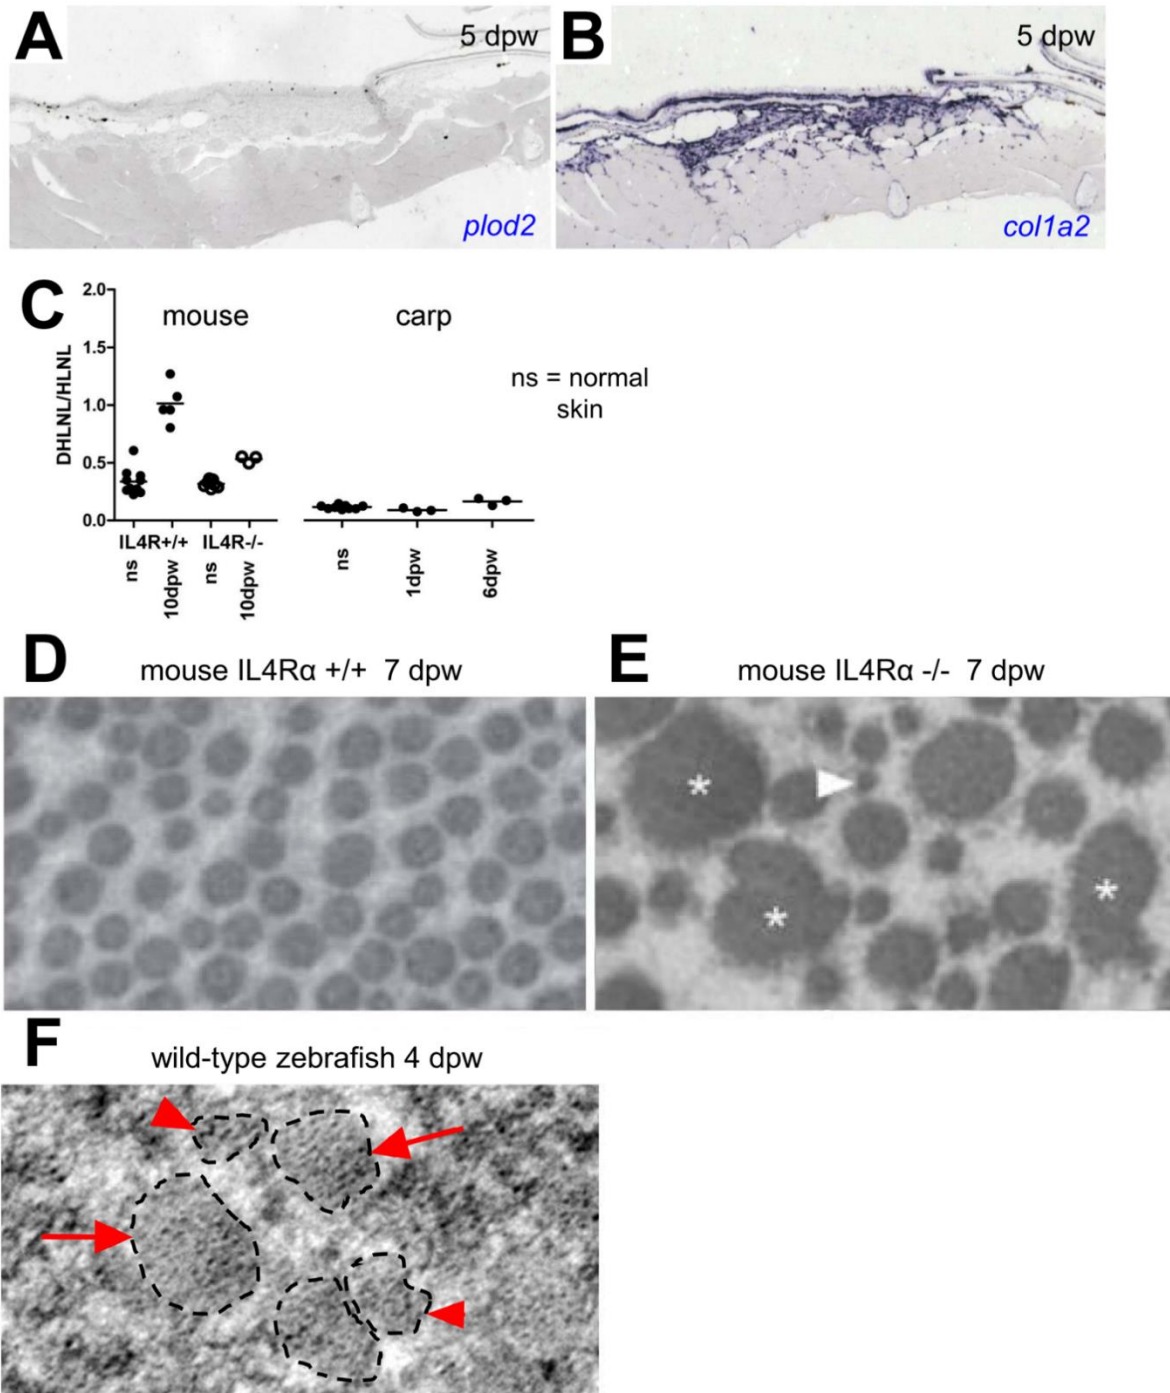 A
5 dpw
plod2
B
5 dpw
col1a2
C
2.0
1.5
1.0
0.5
0.0
DHLNL/HLNL
mouse
carp
ns = normal
skin
IL4R+/+
IL4R-/-
ns
10dpw
ns
10dpw
ns
1dpw
6dpw
D
mouse IL4Rα +/+ 7 dpw
E
mouse IL4Rα -/- 7 dpw
*
*
*
F
wild-type zebrafish 4 dpw